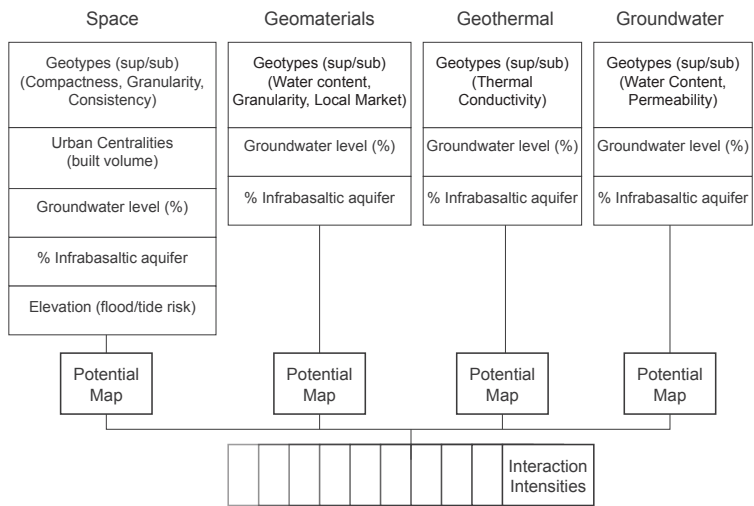 Space
Geotypes (sup/sub)
(Compactness, Granularity,
Consistency)
Urban Centralities
(built volume)
Groundwater level (%)
% Infrabasaltic aquifer
Elevation (flood/tide risk)
Potential
Map
Geomaterials
Geotypes (sup/sub)
(Water content,
Granularity, Local Market)
Groundwater level (%)
% Infrabasaltic aquifer
Potential
Map
Geothermal
Geotypes (sup/sub)
(Thermal
Conductivity)
Groundwater level (%)
% Infrabasaltic aquifer
Potential
Map
Groundwater
Geotypes (sup/sub)
(Water Content,
Permeability)
Groundwater level (%)
% Infrabasaltic aquifer
Potential
Map
Interaction
Intensities